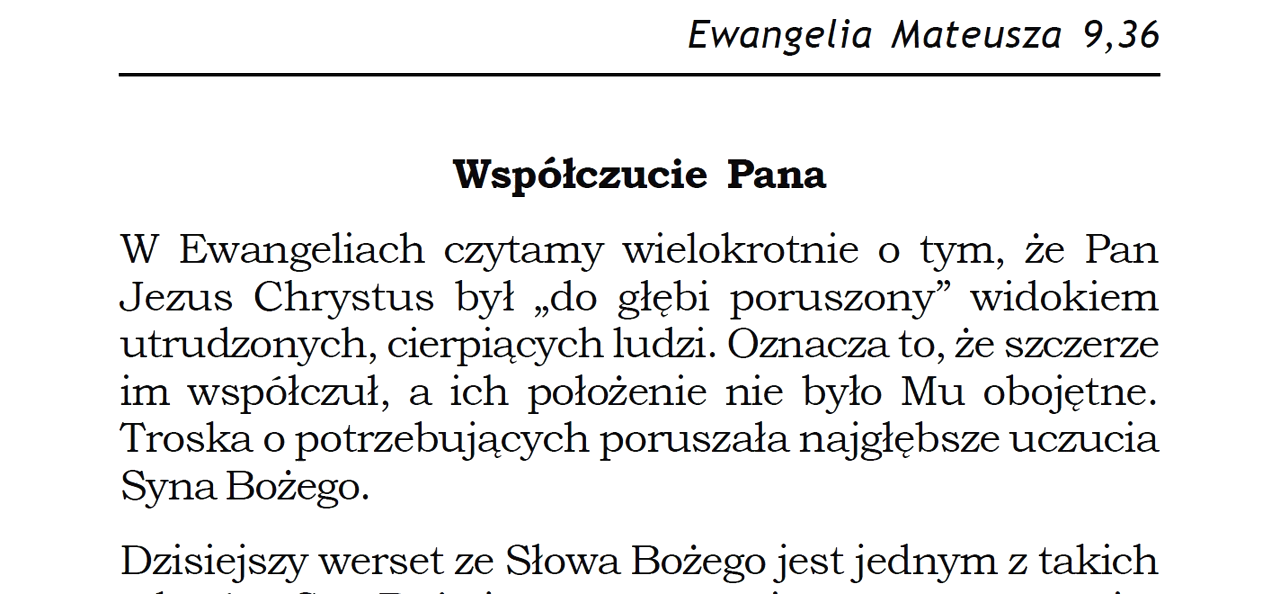 Ewangelia Mateusza 9,36
Współczucie Pana
W Ewangeliach czytamy wielokrotnie o tym, że Pan
Jezus Chrystus był „do głębi poruszony” widokiem
utrudzonych, cierpiących ludzi. Oznacza to, że szczerze
im współczuł, a ich położenie nie było Mu obojętne.
Troska o potrzebujących poruszała najgłębsze uczucia
Syna Bożego.
Dzisiejszy werset ze Słowa Bożego jest jednym z takich